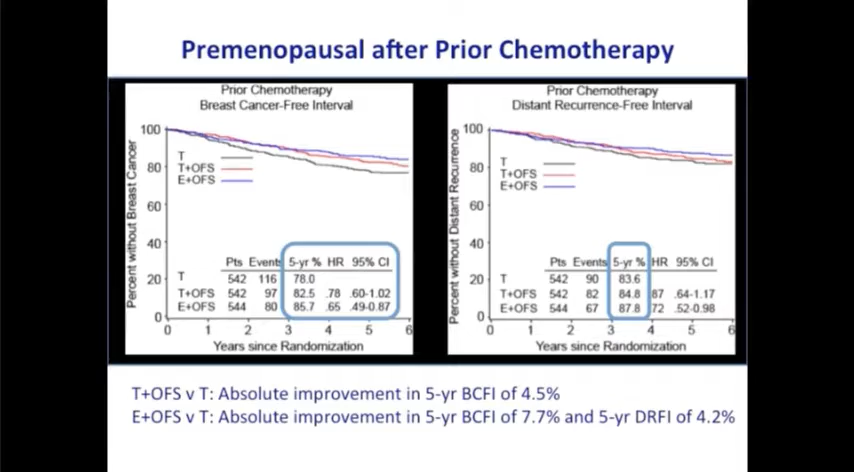 Premenopausal after Prior Chemotherapy
Prior Chemotherapy
Breast Cancer-Free Interval
Percent without Breast Cancer
100
80
60
40
20
0
T
T+OFS
E+OFS
Pts Events 5-yr % HR 95% CI
T 542 116 78.0
T+OFS 542 97 82.5 .78 .60-1.02
E+OFS 544 80 85.7 .65 .49-0.87
0 1 2 3 4 5 6
Years since Randomization
Prior Chemotherapy
Distant Recurrence-Free Interval
Percent without Distant Recurrence
100
80
60
40
20
0
T
T+OFS
E+OFS
Pts Events 5-yr % HR 95% CI
T 542 90 83.6
T+OFS 542 82 84.8 .87 .64-1.17
E+OFS 544 67 87.8 .72 .52-0.98
0 1 2 3 4 5 6
Years since Randomization
T+OFS v T: Absolute improvement in 5-yr BCFI of 4.5%
E+OFS v T: Absolute improvement in 5-yr BCFI of 7.7% and 5-yr DRFI of 4.2%